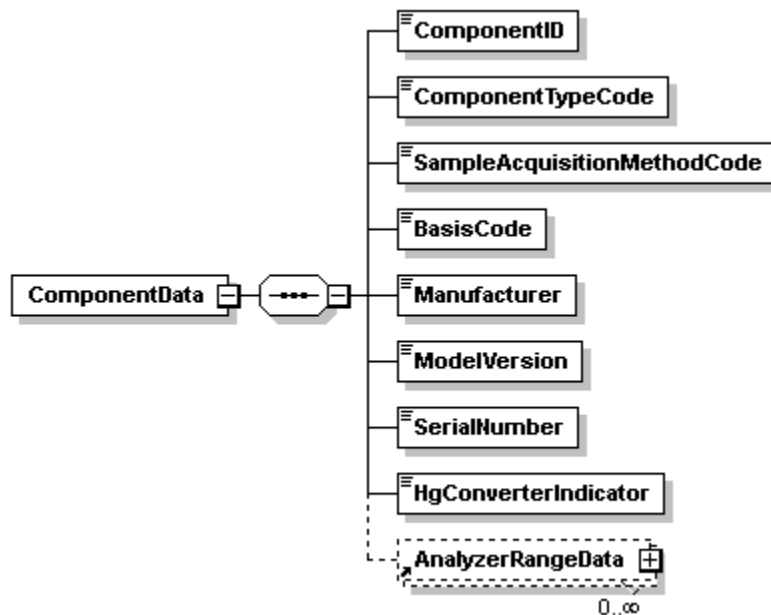 ComponentID
ComponentTypeCode
SampleAcquisitionMethodCode
BasisCode
ComponentData
Manufacturer
ModelVersion
SerialNumber
HgConverterIndicator
AnalyzerRangeData
0..∞